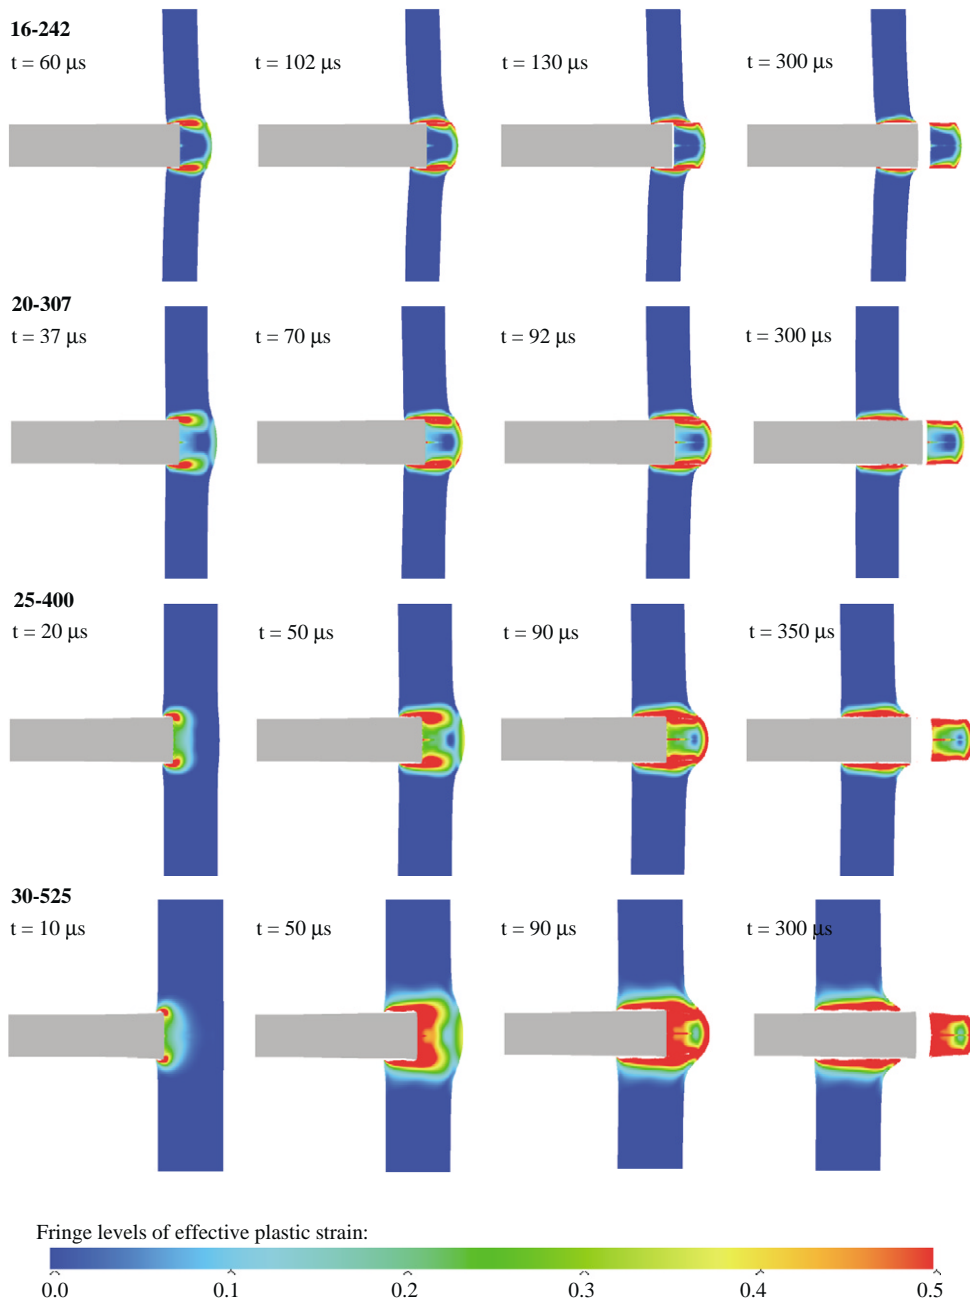 16-242
t = 60 µs
t = 102 µs
t = 130 µs
t = 300 µs
20-307
t = 37 µs
t = 70 µs
t = 92 µs
t = 300 µs
25-400
t = 20 µs
t = 50 µs
t = 90 µs
t = 350 µs
30-525
t = 10 µs
t = 50 µs
t = 90 µs
t = 300 µs
Fringe levels of effective plastic strain:
0.0 0.1 0.2 0.3 0.4 0.5